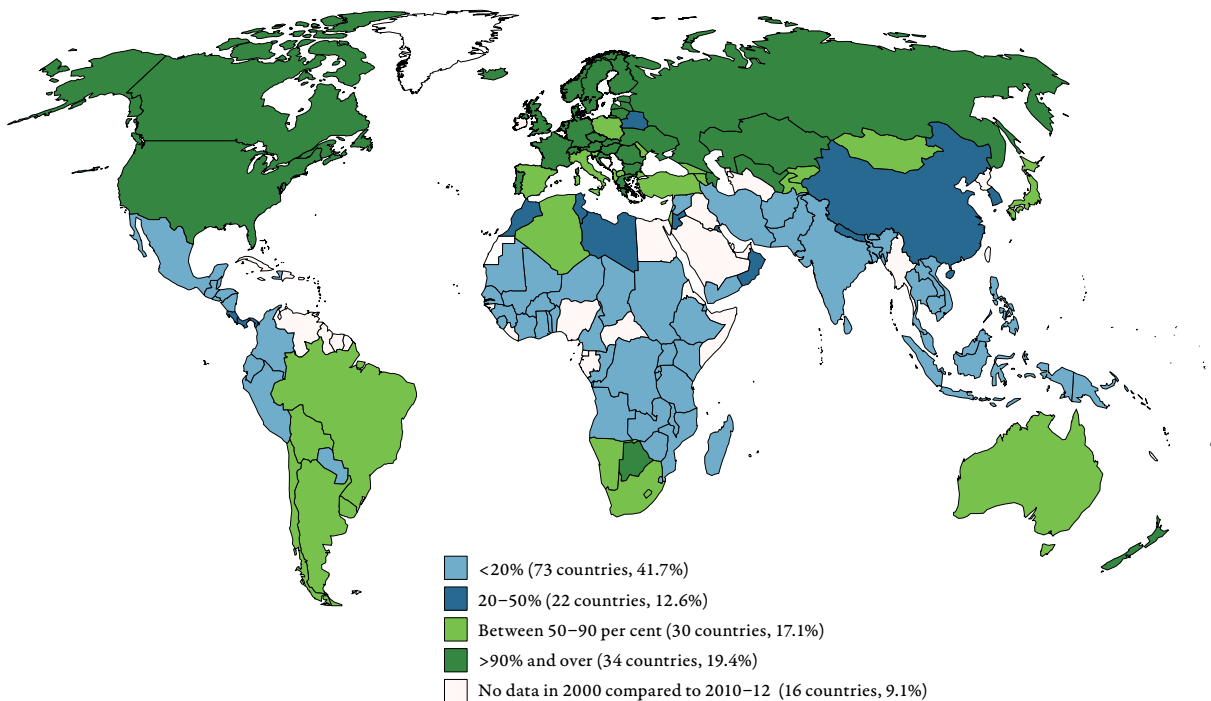 <20% (73 countries, 41.7%)
20−50% (22 countries, 12.6%)
Between 50−90 per cent (30 countries, 17.1%)
>90% and over (34 countries, 19.4%)
No data in 2000 compared to 2010−12 (16 countries, 9.1%)